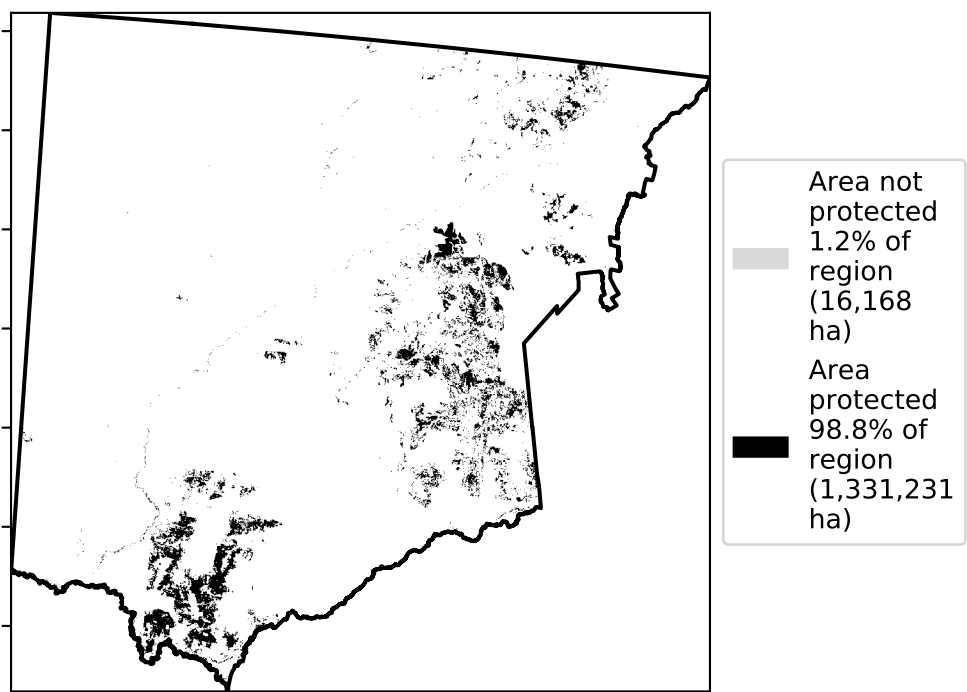 Area not
protected
1.2% of
region
(16,168
ha)
Area
protected
98.8% of
region
(1,331,231
ha)